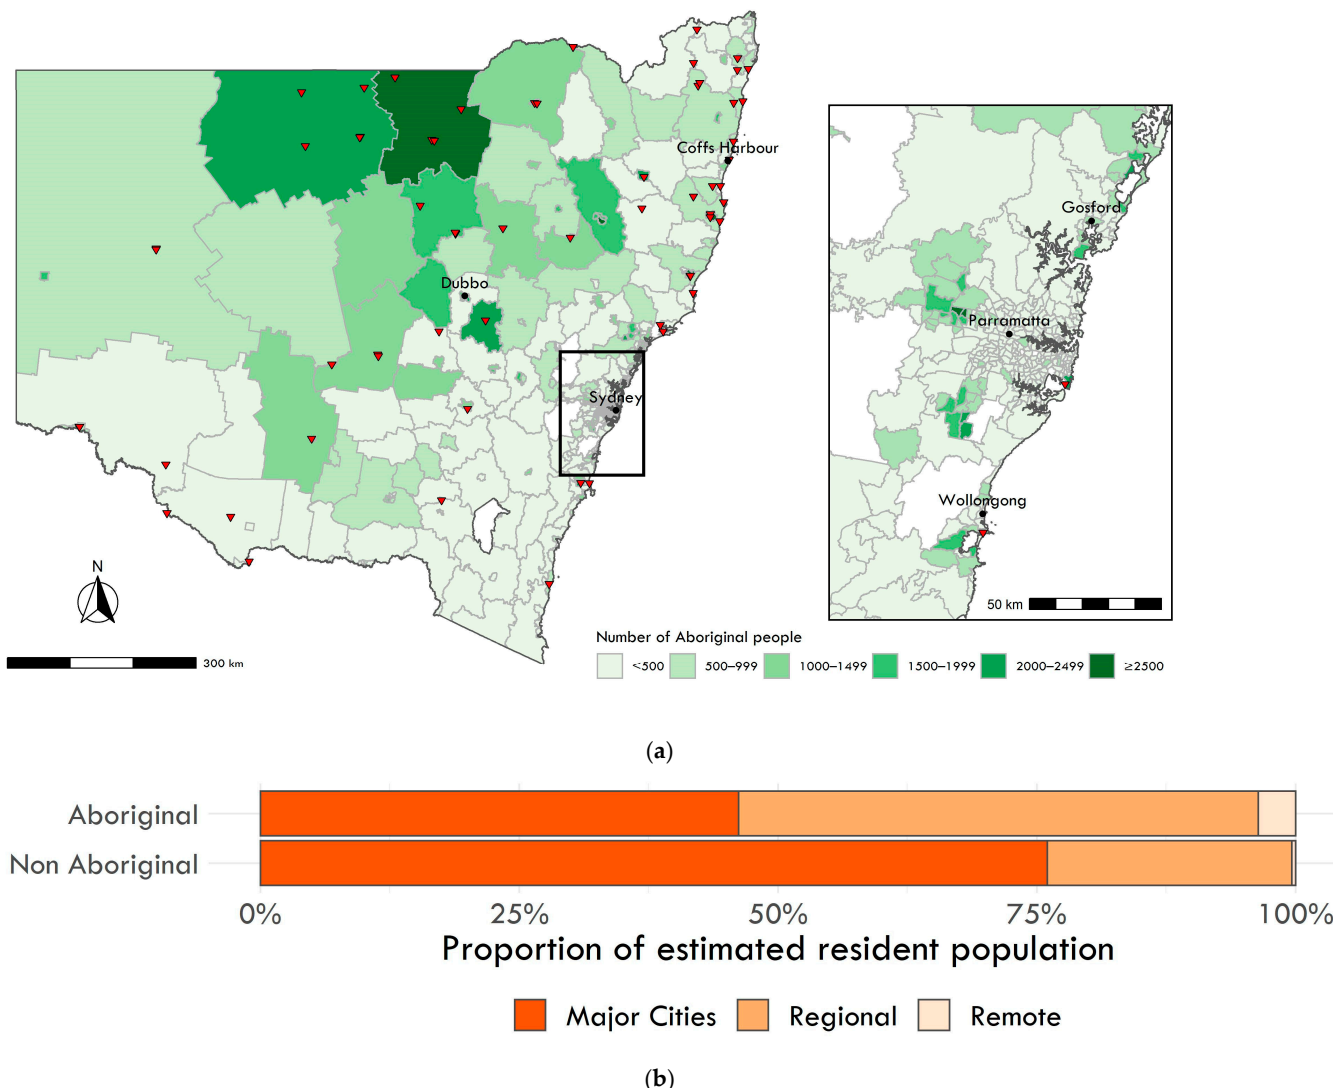 Coffs Harbour
Dubbo
Sydney
Gosford
Parramatta
Wollongong
50 km
N
300 km
Number of Aboriginal people
<500 500–999 1000–1499 1500–1999 2000–2499 ≥2500
(a)
Aboriginal
Non Aboriginal
0% 25% 50% 75% 100%
Proportion of estimated resident population
Major Cities Regional Remote
(b)